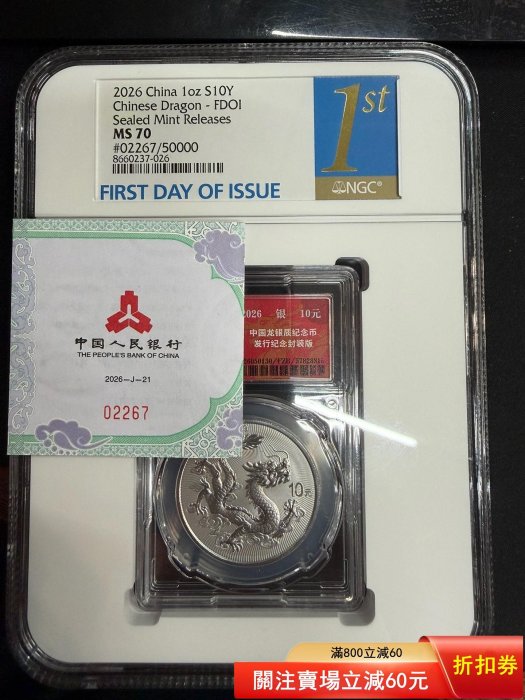 2026 China 1oz S10Y
Chinese Dragon - FDOI
Sealed Mint Releases
MS 70
#02267/50000
8660237-026
FIRST DAY OF ISSUE
1st
NGC®
中国人民银行
THE PEOPLE'S BANK OF CHINA
2026-J-21
02267
2026 银 10元
中国龙银质纪念币
发行纪念封装版
10元
滿800立減60
關注賣場立減60元
折扣券